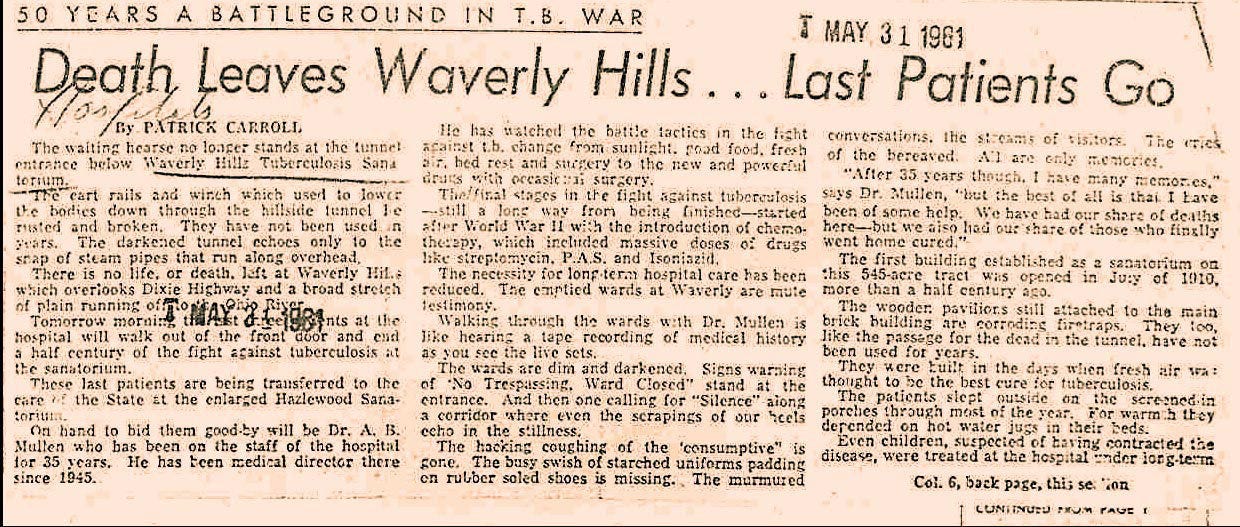 50 YEARS A BATTLEGROUND IN T.B. WAR
T MAY 31 1961
Death Leaves Waverly Hills . . . Last Patients Go
Hospitals
By PATRICK CARROLL
The waiting hearse no longer stands at the tunnel
entrance below Waverly Hills Tuberculosis Sana
torium.
The cart rails and winch which used to lower
the bodies down through the hillside tunnel lie
rusted and broken. They have not been used in
years. The darkened tunnel echoes only to the
snap of steam pipes that run along overhead.
There is no life, or death, left at Waverly Hills
which overlooks Dixie Highway and a broad stretch
of plain running off to the Ohio River.
T MAY 31 1961
Tomorrow morning the last patients at the
hospital will walk out of the front door and end
a half century of the fight against tuberculosis at
the sanatorium.
These last patients are being transferred to the
care of the State at the enlarged Hazlewood Sana-
torium.
On hand to bid them good-by will be Dr. A. B.
Mullen who has been on the staff of the hospital
for 35 years. He has been medical director there
since 1945.
He has watched the battle tactics in the fight
against t.b. change from sunlight, good food, fresh
air, bed rest and surgery to the new and powerful
drugs with occasional surgery.
The final stages in the fight against tuberculosis
—still a long way from being finished—started
after World War II with the introduction of chemo-
therapy, which included massive doses of drugs
like streptomycin, P.A.S. and Isoniazid.
The necessity for long-term hospital care has been
reduced. The emptied wards at Waverly are mute
testimony.
Walking through the wards with Dr. Mullen is
like hearing a tape recording of medical history
as you see the live sets.
The wards are dim and darkened. Signs warning
of "No Trespassing, Ward Closed" stand at the
entrance. And then one calling for "Silence" along
a corridor where even the scrapings of our heels
echo in the stillness.
The hacking coughing of the "consumptive" is
gone. The busy swish of starched uniforms padding
on rubber soled shoes is missing. The murmured
conversations, the streams of visitors. The cries
of the bereaved. All are only memories.
"After 35 years though, I have many memories,"
says Dr. Mullen, "but the best of all is that I have
been of some help. We have had our share of deaths
here—but we also had our share of those who finally
went home cured."
The first building established as a sanatorium on
this 545-acre tract was opened in July of 1910,
more than a half century ago.
The wooden pavilions still attached to the main
brick building are corroding firetraps. They too,
like the passage for the dead in the tunnel, have not
been used for years.
They were built in the days when fresh air was
thought to be the best cure for tuberculosis.
The patients slept outside on the screened-in
porches through most of the year. For warmth they
depended on hot water jugs in their beds.
Even children, suspected of having contracted the
disease, were treated at the hospital under long-term
Col. 6, back page, this section
CONTINUED FROM PAGE 1